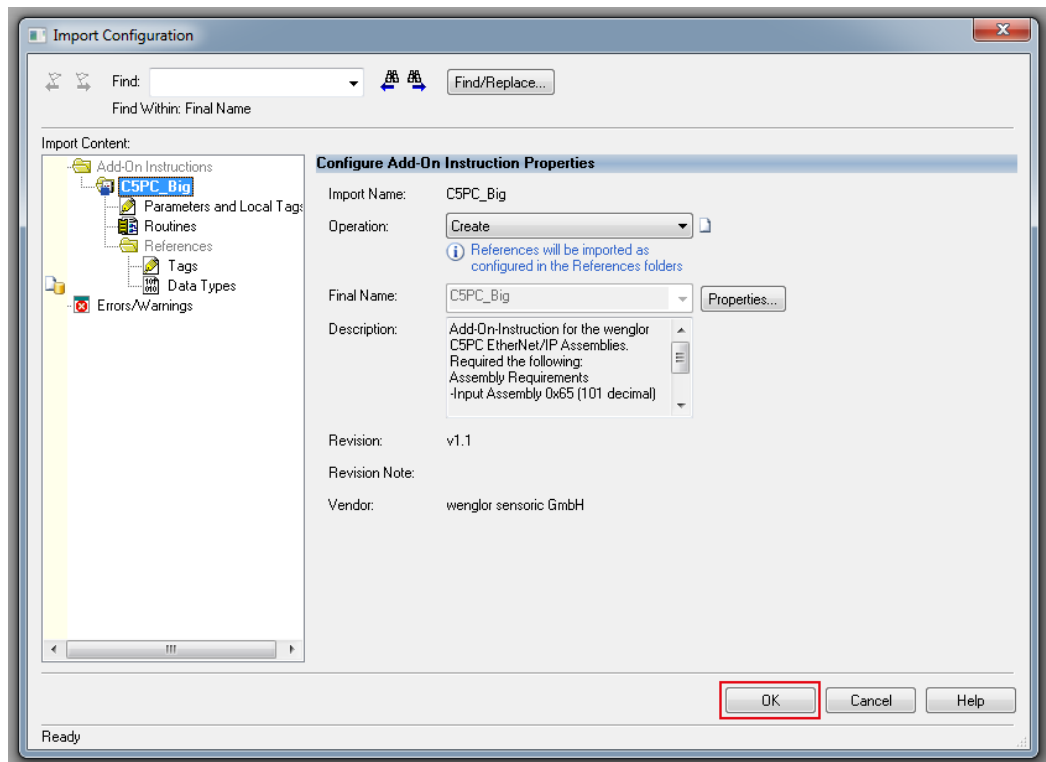 Import Configuration
Find:
Find/Replace...
Find Within: Final Name
Import Content:
Add-On Instructions
C5PC_Big
Parameters and Local Tags
Routines
References
Tags
Data Types
Errors/Warnings
Configure Add-On Instruction Properties
Import Name: C5PC_Big
Operation: Create
References will be imported as
configured in the References folders
Final Name: C5PC_Big Properties...
Description: Add-On-Instruction for the wenglor
C5PC EtherNet/IP Assemblies.
Required the following:
Assembly Requirements
-Input Assembly 0x65 (101 decimal)
Revision: v1.1
Revision Note:
Vendor: wenglor sensoric GmbH
OK Cancel Help
Ready